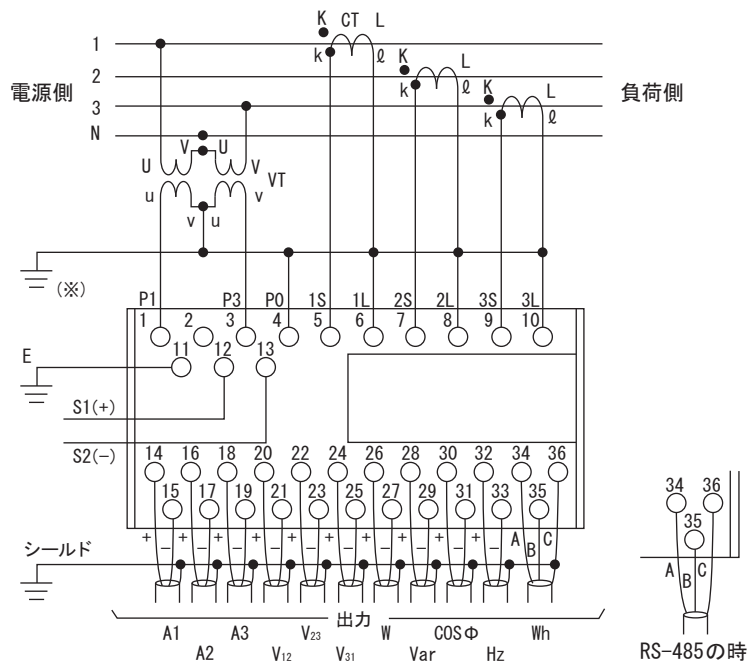 K CT L
1
k ℓ
K L
2
k ℓ
K L
電源側 3 負荷側
k ℓ
N
V U
U V VT
u v
v u
(※)
P1 P3 P0 1S 1L 2S 2L 3S 3L
1 2 3 4 5 6 7 8 9 10
E 11 12 13
S1(+)
S2(−)
14 16 18 20 22 24 26 28 30 32 34 36
15 17 19 21 23 25 27 29 31 33 35
シールド + − + − + − + − + − + − + − + − + − + − A B C
出力
A1 A3 V₂₃ W COSΦ Wh
A2 V₁₂ V₃₁ Var Hz
34 36
35
A B C
RS-485の時